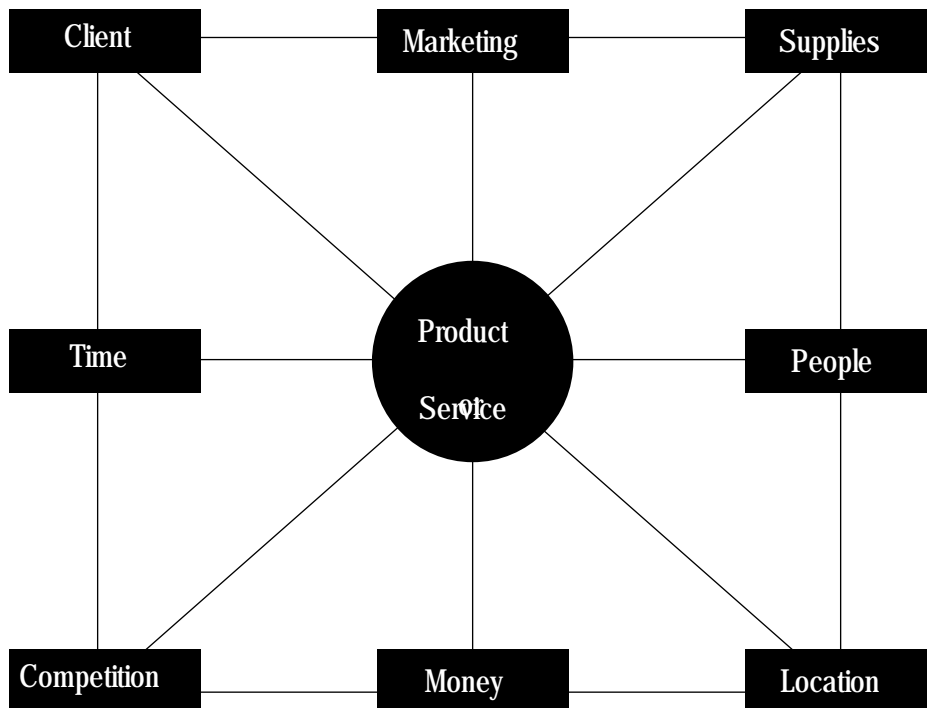 Client
Marketing
Supplies
Product
or
Service
Time
People
Competition
Money
Location